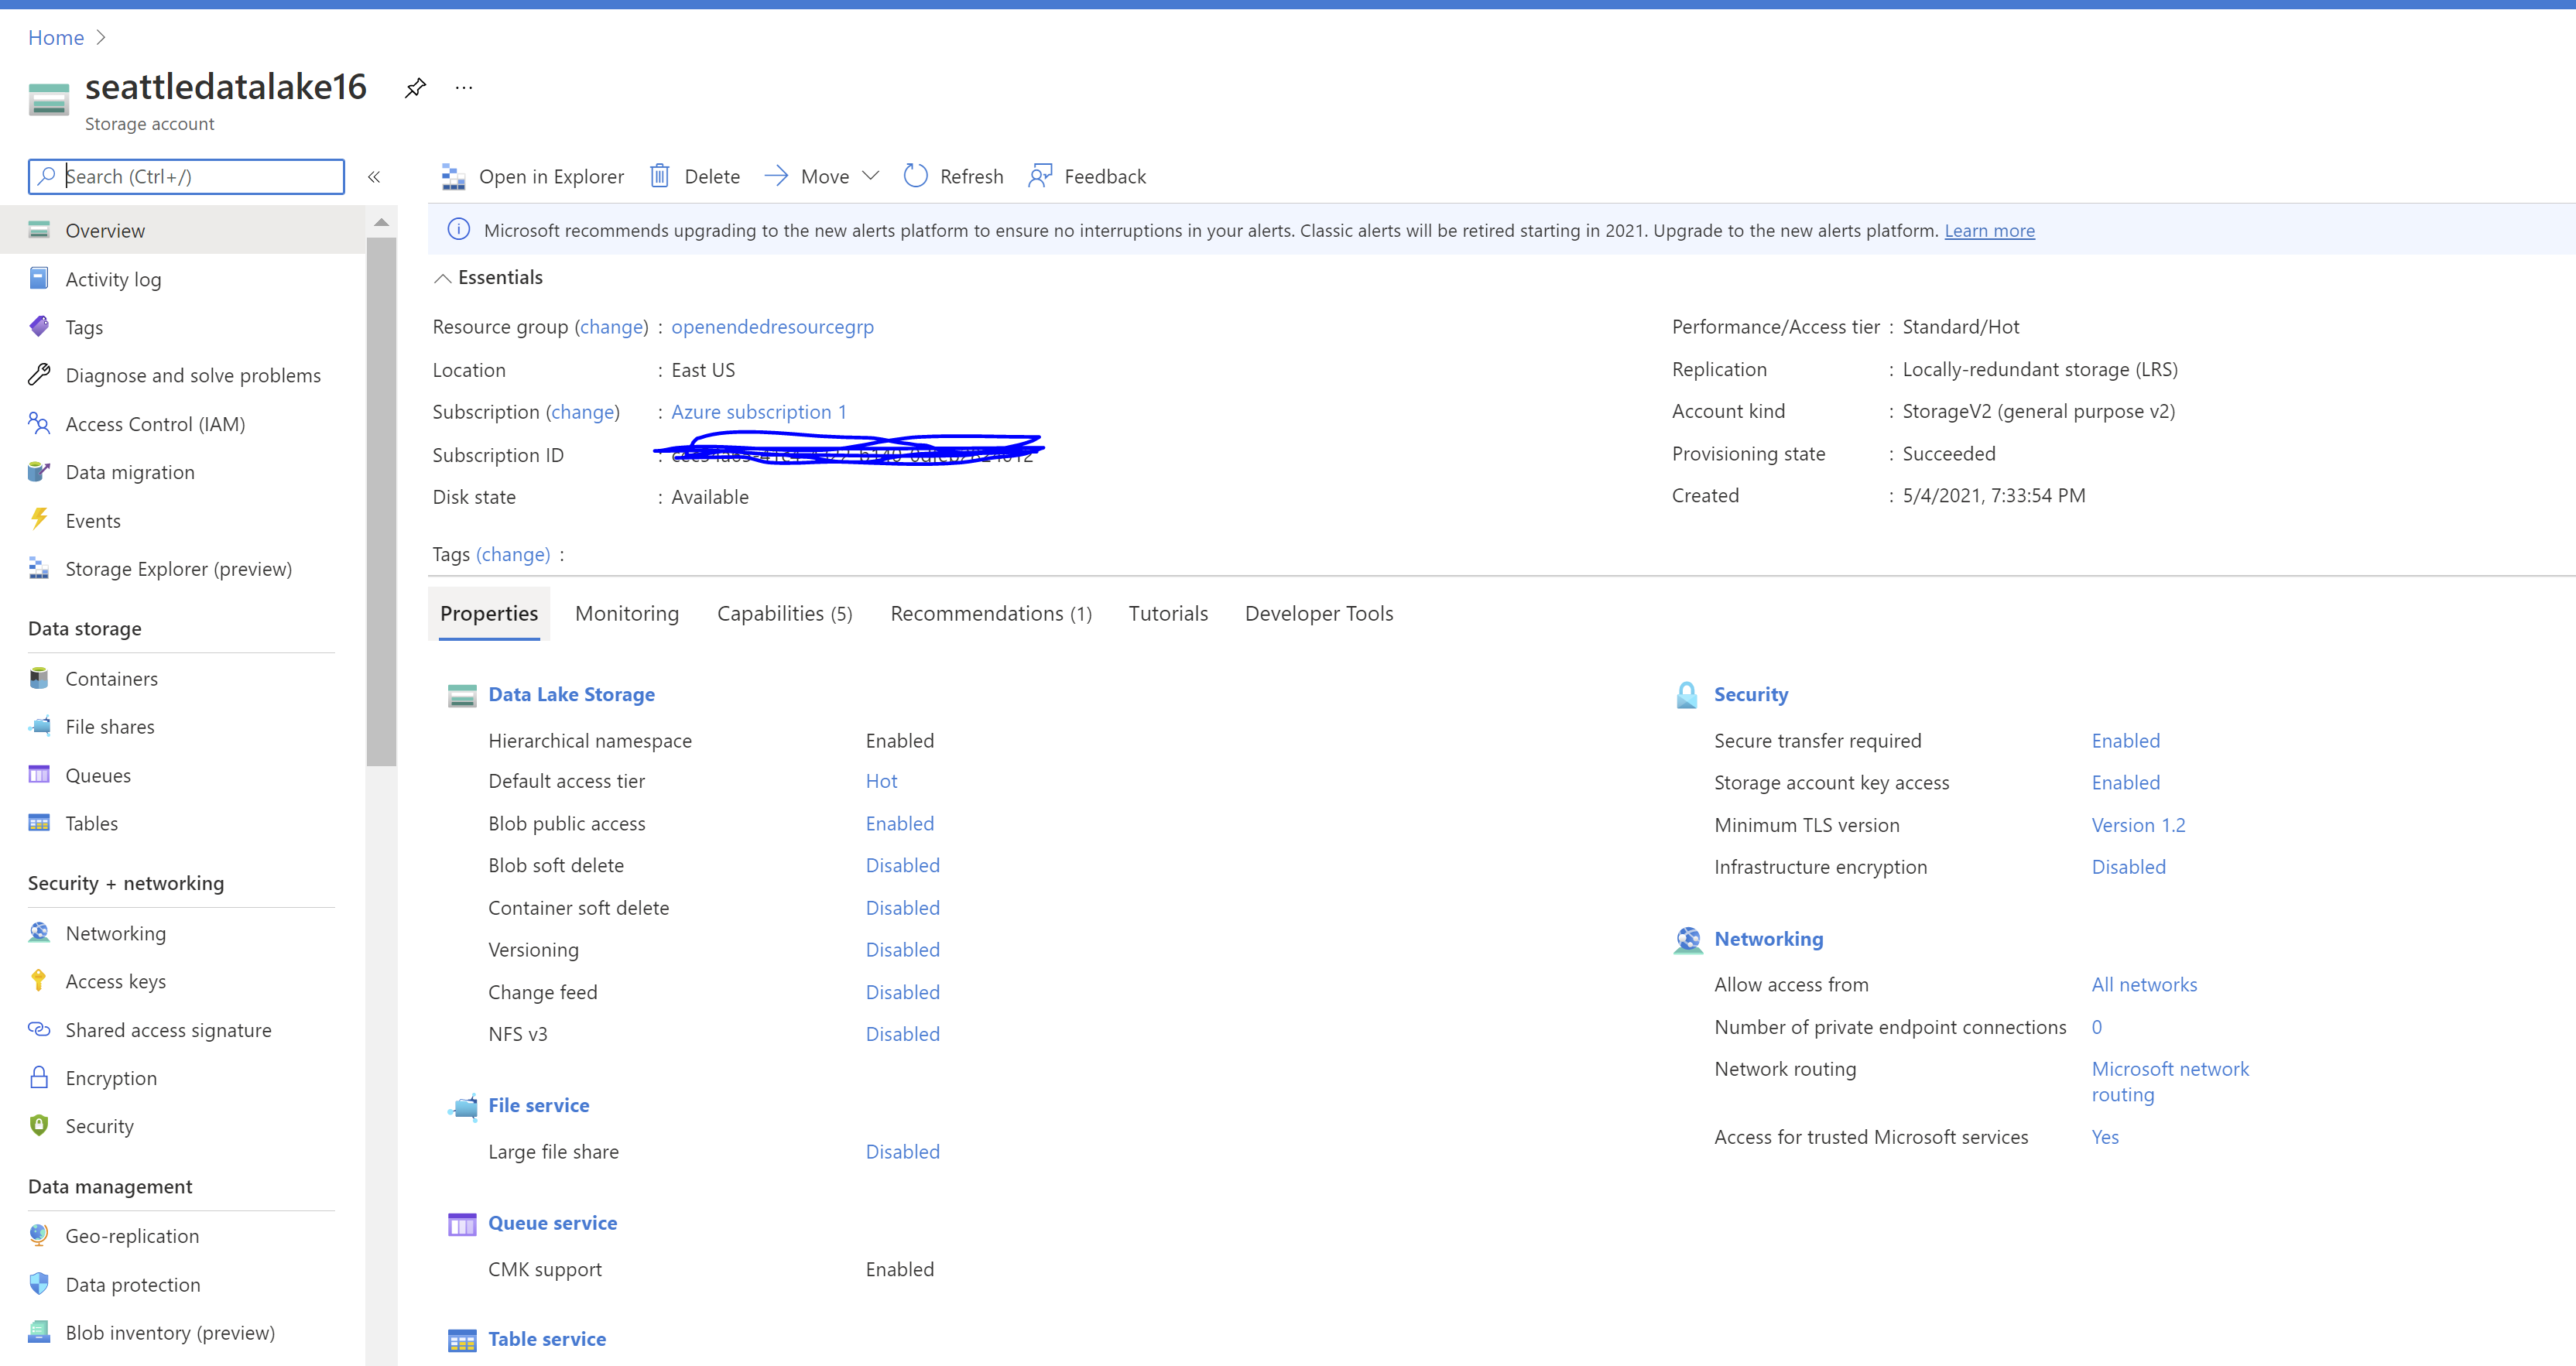 Home
seattledatalake16
Storage account
Search (Ctrl+/)
Overview
Activity log
Tags
Diagnose and solve problems
Access Control (IAM)
Data migration
Events
Storage Explorer (preview)
Data storage
Containers
File shares
Queues
Tables
Security + networking
Networking
Access keys
Shared access signature
Encryption
Security
Data management
Geo-replication
Data protection
Blob inventory (preview)
Open in Explorer Delete Move Refresh Feedback
Microsoft recommends upgrading to the new alerts platform to ensure no interruptions in your alerts. Classic alerts will be retired starting in 2021. Upgrade to the new alerts platform. Learn more
Essentials
Resource group (change) : openendedresourcegrp
Location : East US
Subscription (change) : Azure subscription 1
Subscription ID :
Disk state : Available
Tags (change) :
Performance/Access tier : Standard/Hot
Replication : Locally-redundant storage (LRS)
Account kind : StorageV2 (general purpose v2)
Provisioning state : Succeeded
Created : 5/4/2021, 7:33:54 PM
Properties Monitoring Capabilities (5) Recommendations (1) Tutorials Developer Tools
Data Lake Storage
Hierarchical namespace Enabled
Default access tier Hot
Blob public access Enabled
Blob soft delete Disabled
Container soft delete Disabled
Versioning Disabled
Change feed Disabled
NFS v3 Disabled
File service
Large file share Disabled
Queue service
CMK support Enabled
Table service
Security
Secure transfer required Enabled
Storage account key access Enabled
Minimum TLS version Version 1.2
Infrastructure encryption Disabled
Networking
Allow access from All networks
Number of private endpoint connections 0
Network routing Microsoft network
routing
Access for trusted Microsoft services Yes